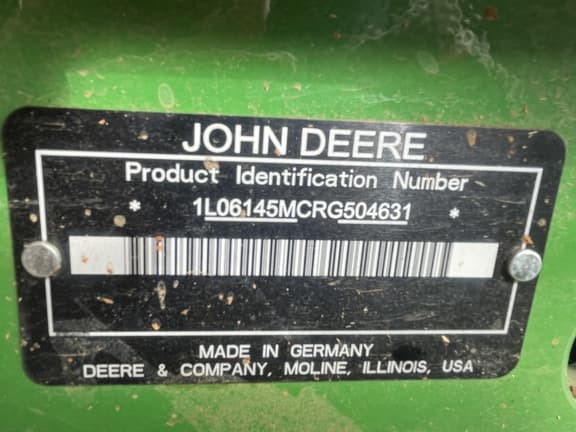 JOHN DEERE
Product Identification Number
* 1L06145MCRG504631 *
MADE IN GERMANY
DEERE & COMPANY, MOLINE, ILLINOIS, USA